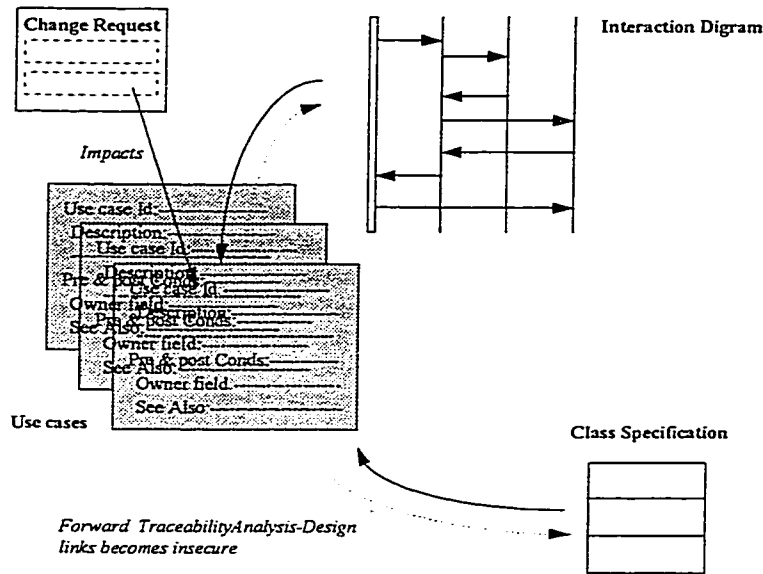 Change Request
Interaction Digram
Impacts
Use case Id:
Description:
Pre & post Conds:
Owner field:
See Also:
Use case Id:
Description:
Pre & post Conds:
Owner field:
See Also:
Use case Id:
Description:
Pre & post Conds:
Owner field:
See Also:
Use cases
Class Specification
Forward TraceabilityAnalysis-Design
links becomes insecure